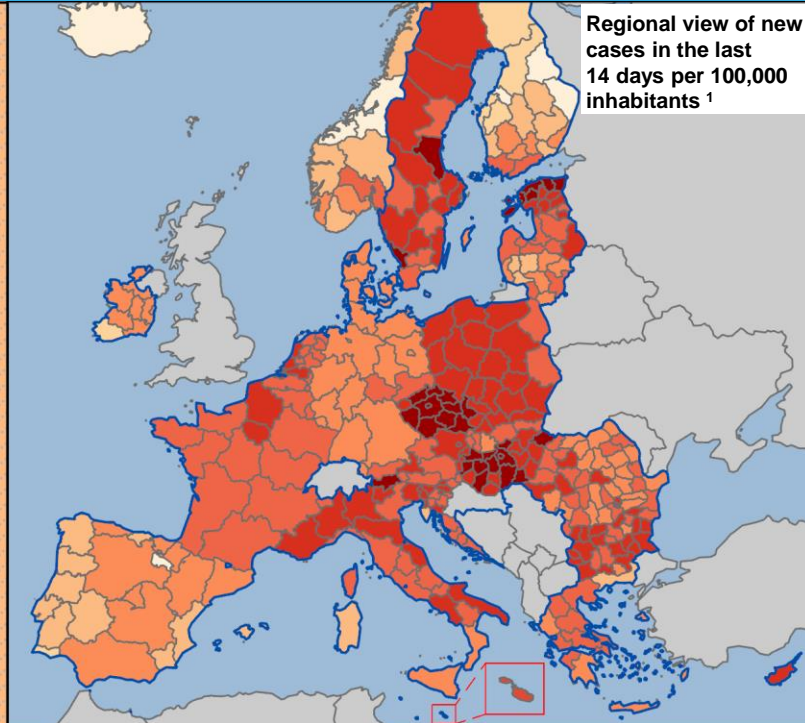 Regional view of new
cases in the last
14 days per 100,000
inhabitants ¹